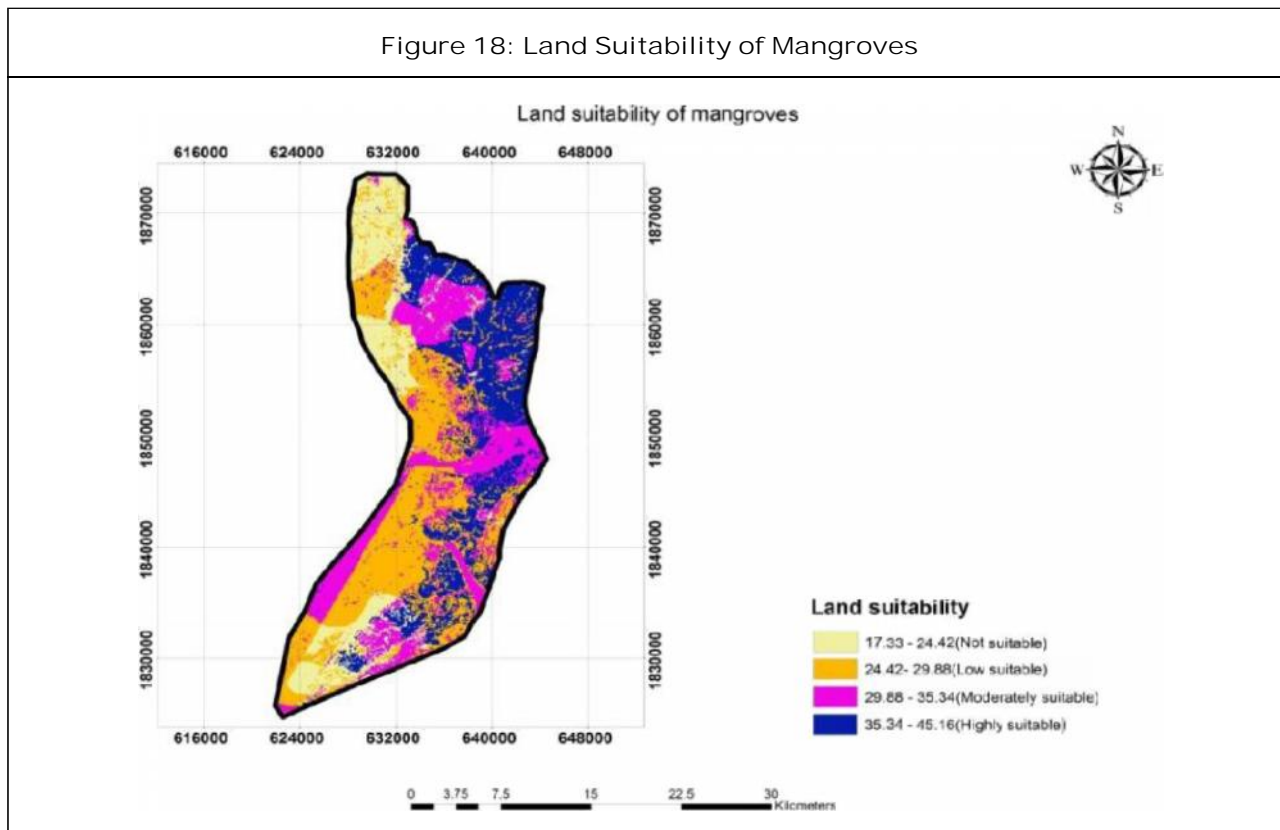 Figure 18: Land Suitability of Mangroves
Land suitability of mangroves
N
W E
S
616000 624000 632000 640000 648000
1870000 1870000
1860000 1860000
1850000 1850000
1840000 1840000
1830000 1830000
616000 624000 632000 640000 648000
Land suitability
17.33 - 24.42(Not suitable)
24.42- 29.88(Low suitable)
29.88 - 35.34(Moderately suitable)
35.34 - 45.16(Highly suitable)
0 3.75 7.5 15 22.5 30
Kilometers